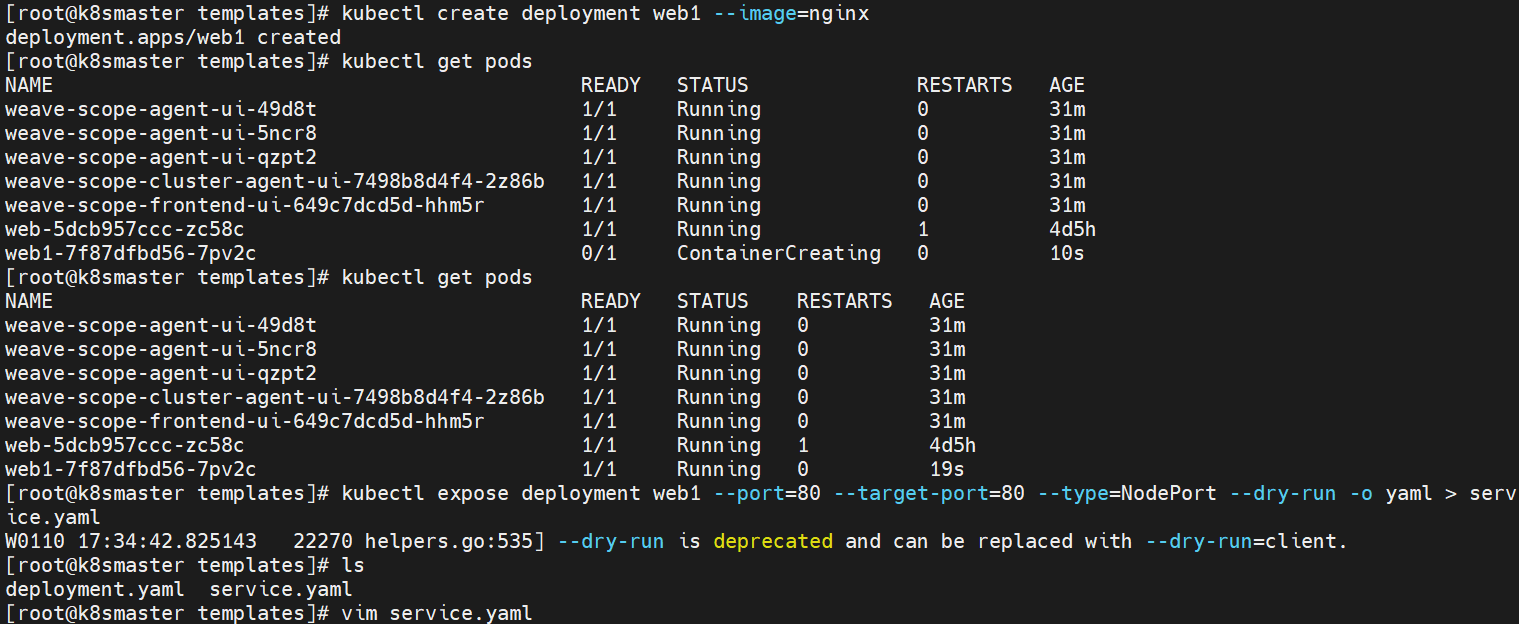 [root@k8smaster templates]# kubectl create deployment web1 --image=nginx
deployment.apps/web1 created
[root@k8smaster templates]# kubectl get pods
NAME                                            READY   STATUS              RESTARTS   AGE
weave-scope-agent-ui-49d8t                      1/1     Running             0          31m
weave-scope-agent-ui-5ncr8                      1/1     Running             0          31m
weave-scope-agent-ui-qzpt2                      1/1     Running             0          31m
weave-scope-cluster-agent-ui-7498b8d4f4-2z86b   1/1     Running             0          31m
weave-scope-frontend-ui-649c7dcd5d-hhm5r        1/1     Running             0          31m
web-5dcb957ccc-zc58c                            1/1     Running             1          4d5h
web1-7f87dfbd56-7pv2c                           0/1     ContainerCreating   0          10s
[root@k8smaster templates]# kubectl get pods
NAME                                            READY   STATUS    RESTARTS   AGE
weave-scope-agent-ui-49d8t                      1/1     Running   0          31m
weave-scope-agent-ui-5ncr8                      1/1     Running   0          31m
weave-scope-agent-ui-qzpt2                      1/1     Running   0          31m
weave-scope-cluster-agent-ui-7498b8d4f4-2z86b   1/1     Running   0          31m
weave-scope-frontend-ui-649c7dcd5d-hhm5r        1/1     Running   0          31m
web-5dcb957ccc-zc58c                            1/1     Running   1          4d5h
web1-7f87dfbd56-7pv2c                           1/1     Running   0          19s
[root@k8smaster templates]# kubectl expose deployment web1 --port=80 --target-port=80 --type=NodePort --dry-run -o yaml > serv
ice.yaml
W0110 17:34:42.825143   22270 helpers.go:535] --dry-run is deprecated and can be replaced with --dry-run=client.
[root@k8smaster templates]# ls
deployment.yaml  service.yaml
[root@k8smaster templates]# vim service.yaml